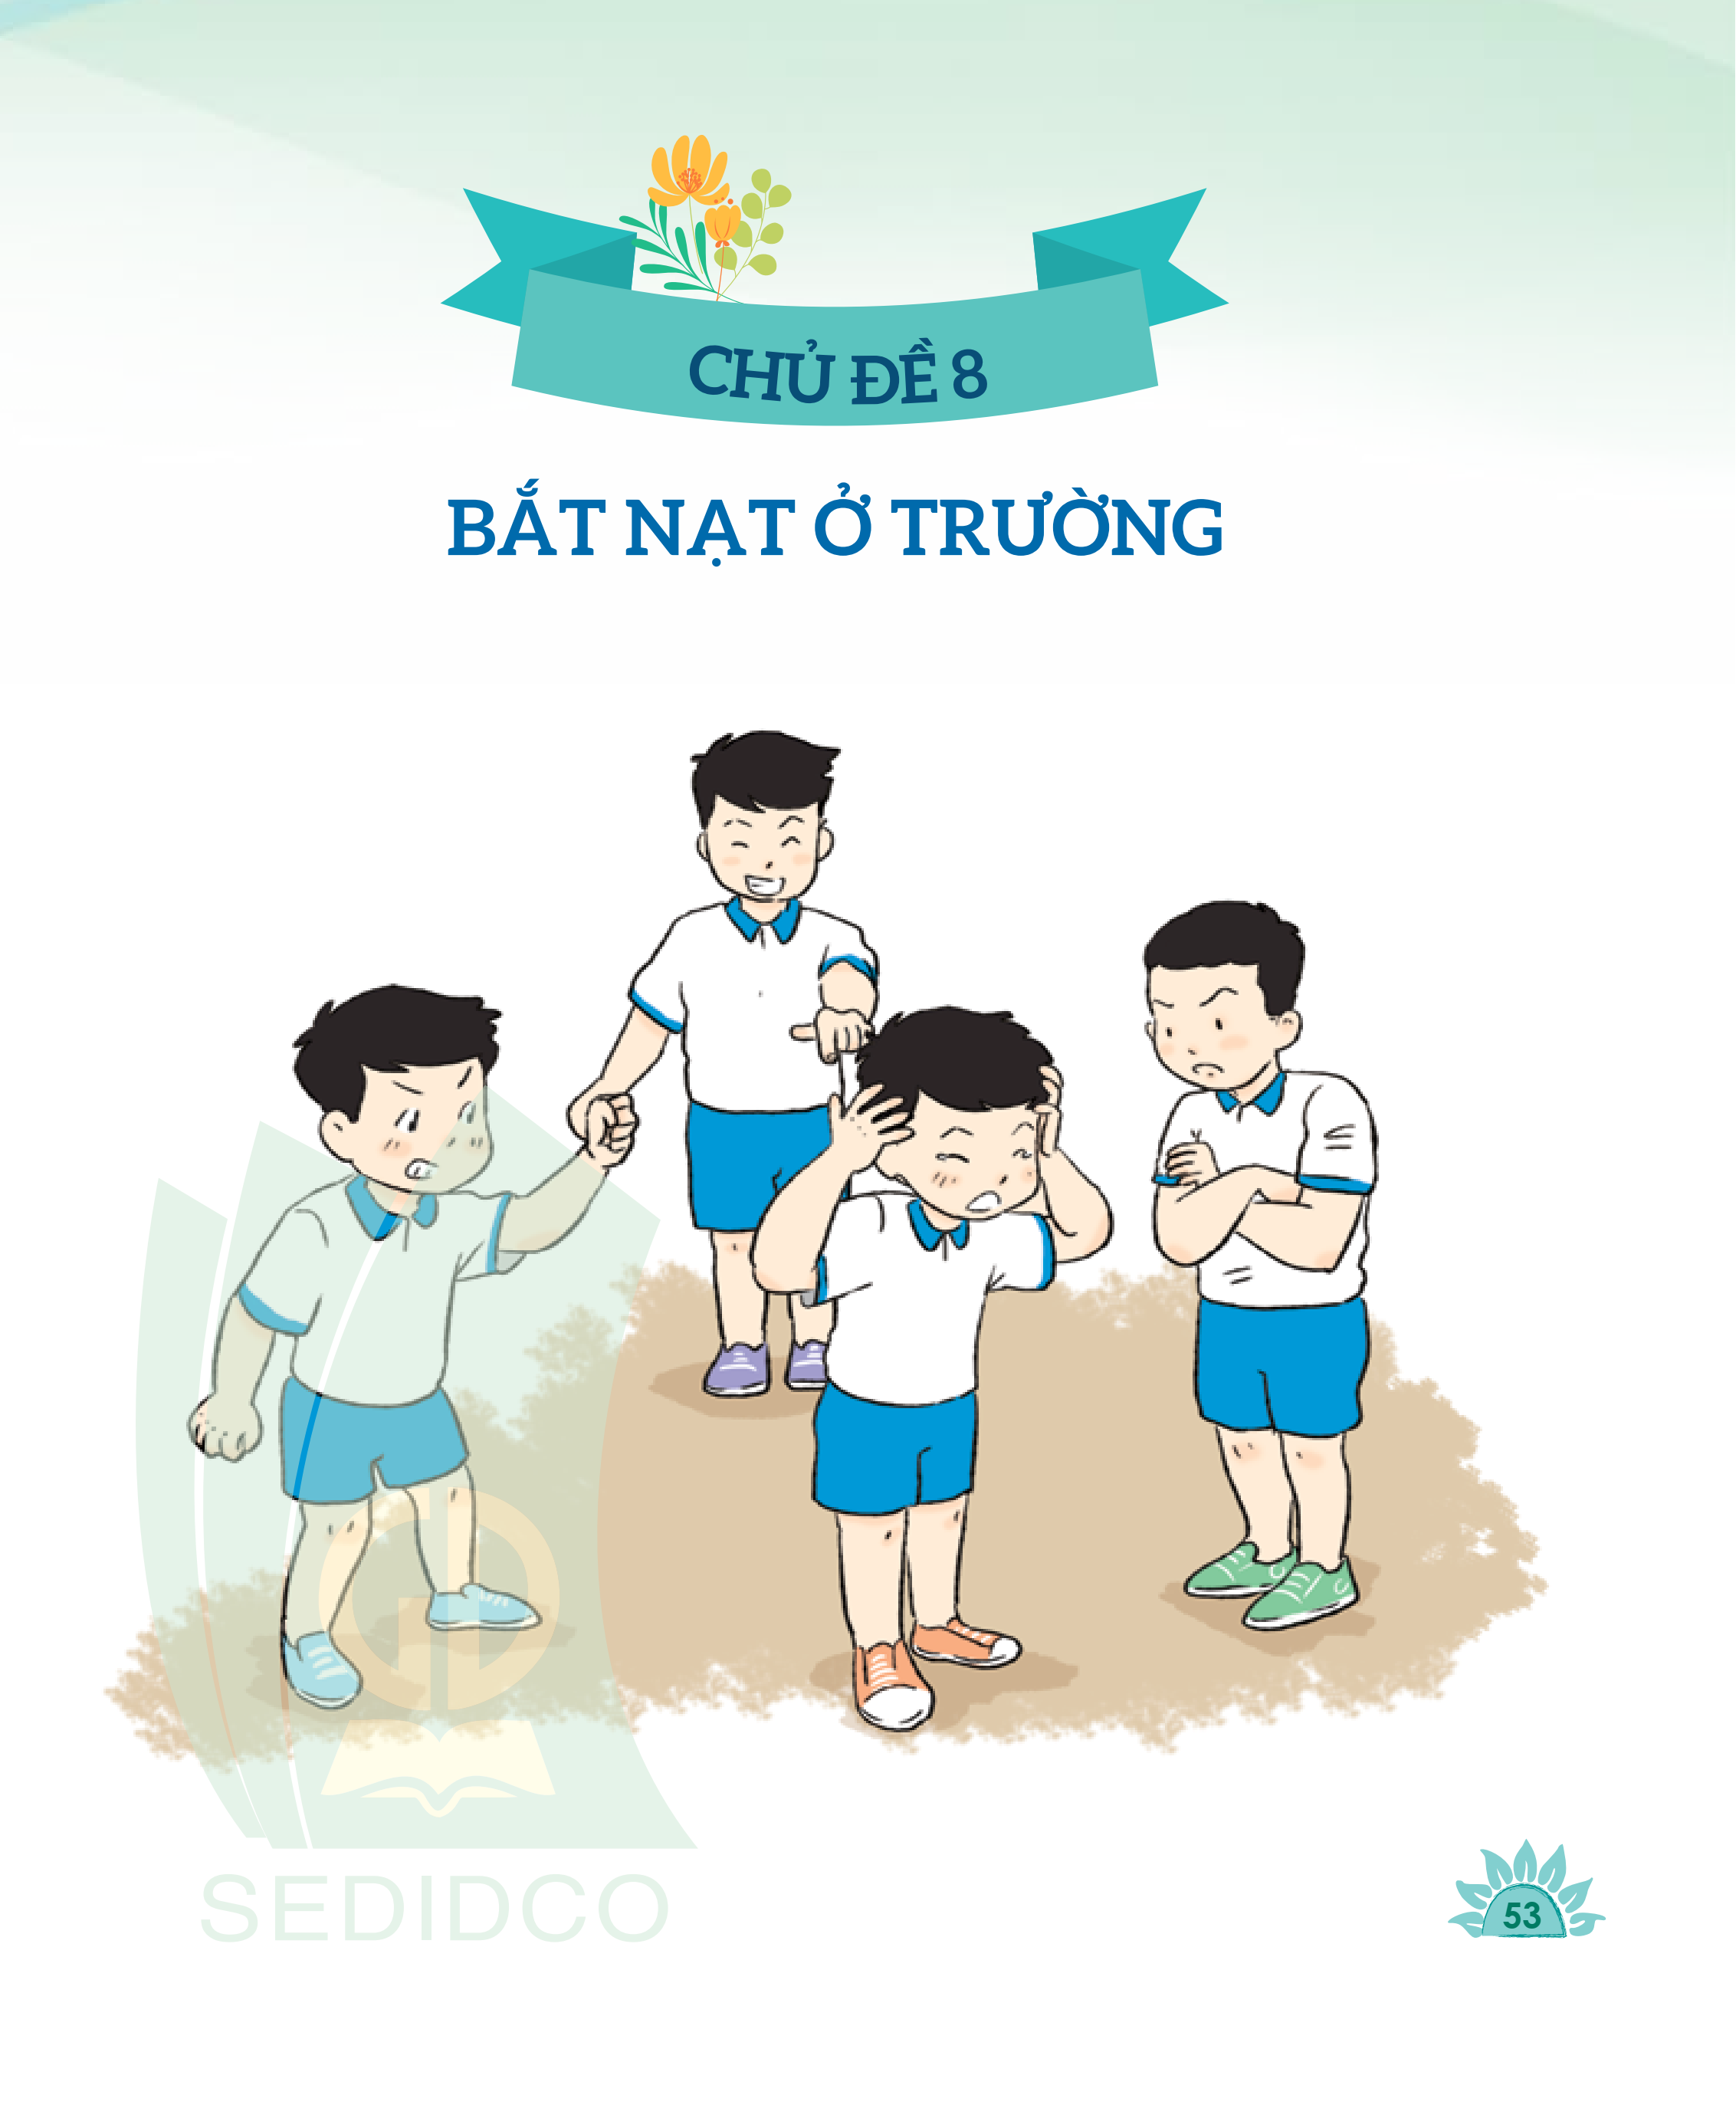 CHỦ ĐỀ 8
BẮT NẠT Ở TRƯỜNG
SEDIDCO
53